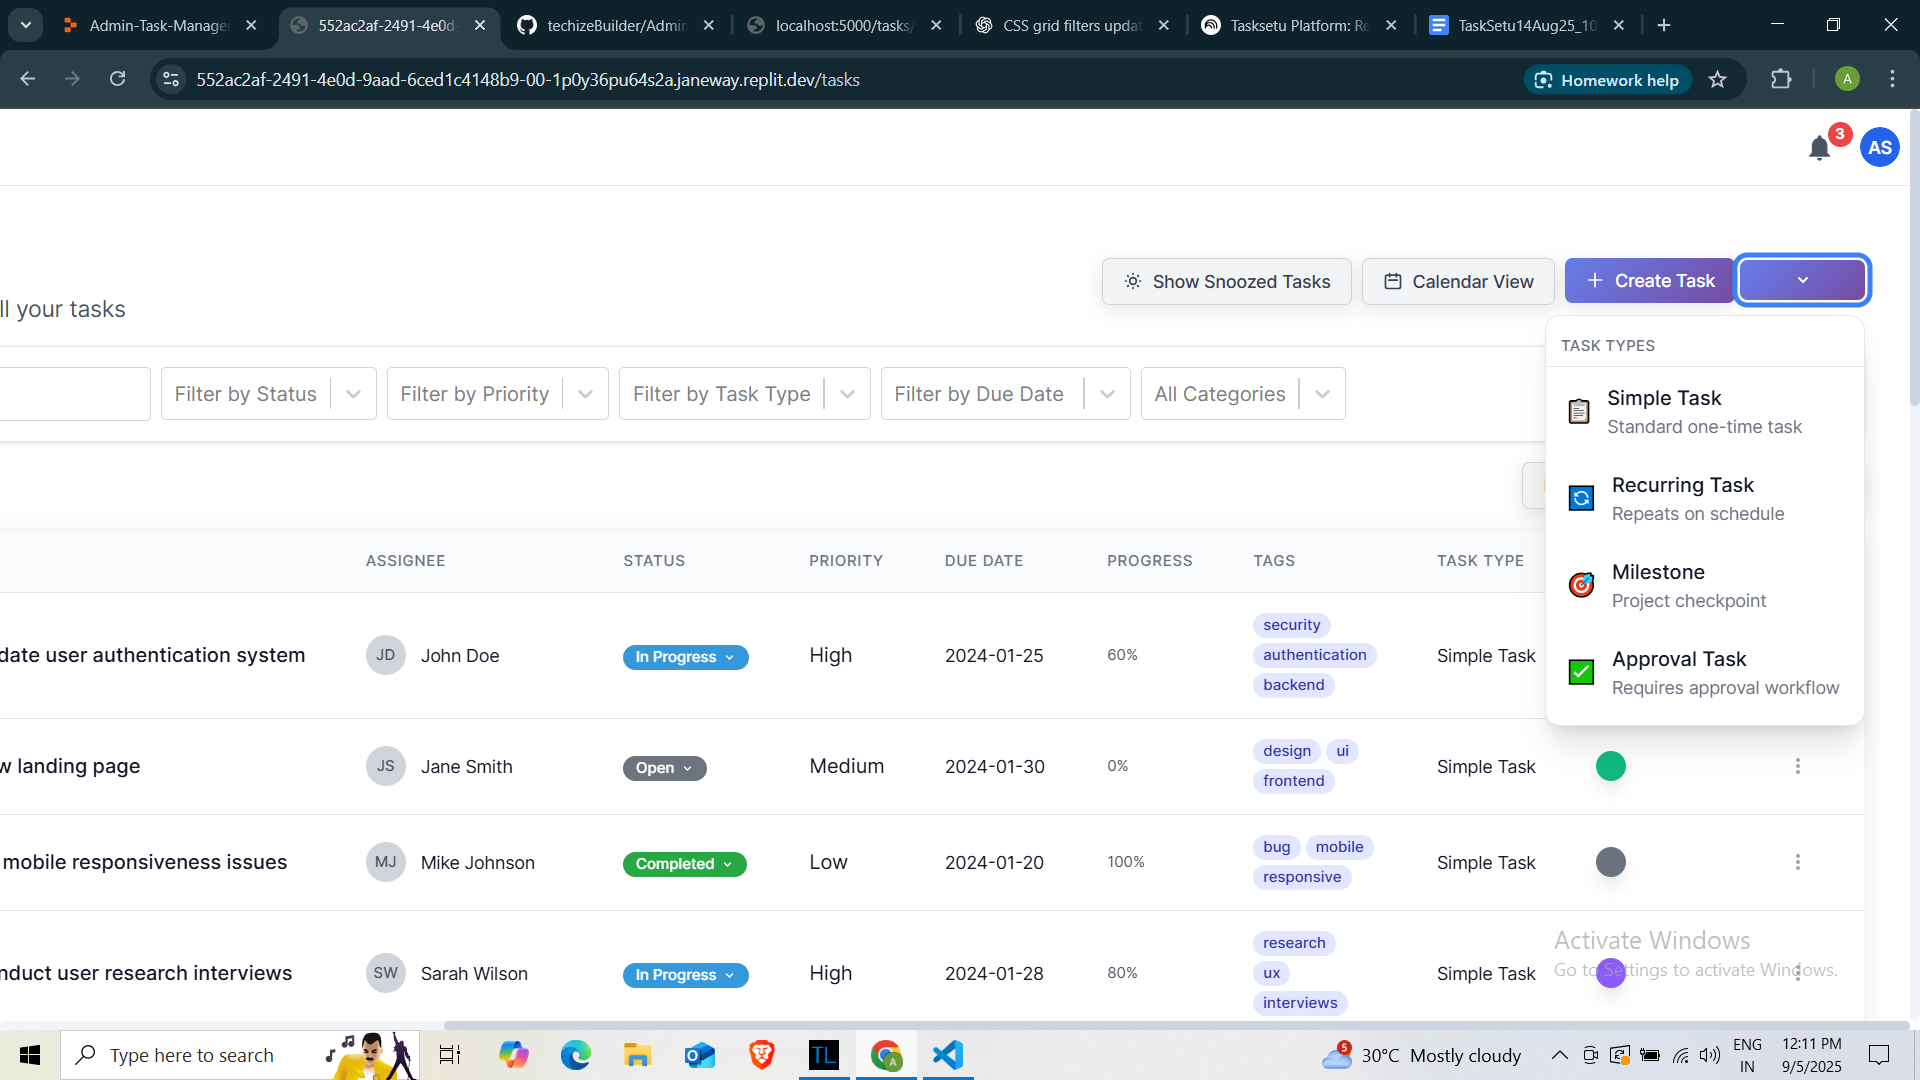 Admin-Task-Manage
552ac2af-2491-4e0d-
techizeBuilder/Admin
localhost:5000/tasks/
CSS grid filters updat
Tasksetu Platform: Re
TaskSetu14Aug25_10
552ac2af-2491-4e0d-9aad-6ced1c4148b9-00-1p0y36pu64s2a.janeway.replit.dev/tasks
Homework help
A
3
AS
Show Snoozed Tasks
Calendar View
Create Task
ll your tasks
TASK TYPES
Filter by Status
Filter by Priority
Filter by Task Type
Filter by Due Date
All Categories
Simple Task
Standard one-time task
Recurring Task
Repeats on schedule
Milestone
Project checkpoint
Approval Task
Requires approval workflow
ASSIGNEE STATUS PRIORITY DUE DATE PROGRESS TAGS TASK TYPE
date user authentication system JD John Doe In Progress High 2024-01-25 60% security authentication backend Simple Task
w landing page JS Jane Smith Open Medium 2024-01-30 0% design ui frontend Simple Task
mobile responsiveness issues MJ Mike Johnson Completed Low 2024-01-20 100% bug mobile responsive Simple Task
nduct user research interviews SW Sarah Wilson In Progress High 2024-01-28 80% research ux interviews Simple Task
Activate Windows
Go to Settings to activate Windows.
Type here to search
TL
A
5
30°C Mostly cloudy
ENG
IN
12:11 PM
9/5/2025